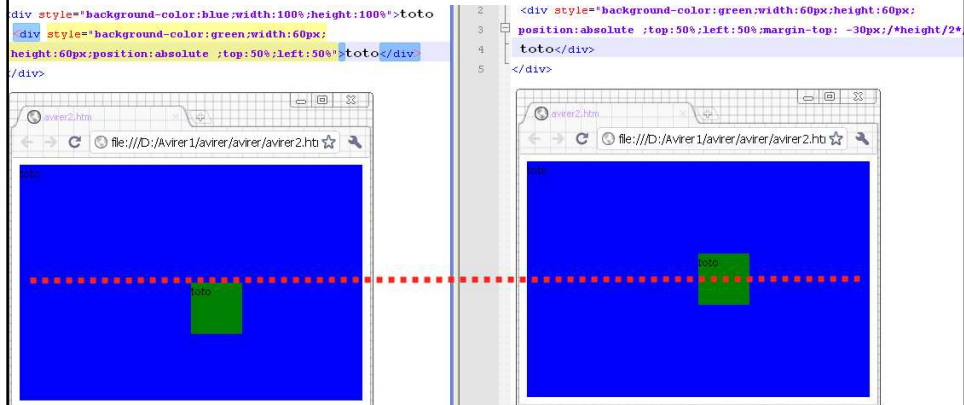 <div style="background-color:blue;width:100%;height:100%">toto
<div style="background-color:green;width:60px;
height:60px;position:absolute ;top:50%;left:50%">toto</div>
</div>
avirer2.htm
file:///D:/Avirer1/avirer/avirer/avirer2.ht
toto
toto
2 <div style="background-color:green;width:60px;height:60px;
3 position:absolute ;top:50%;left:50%;margin-top: -30px;/*height/2*
4 toto</div>
5 </div>
avirer2.htm
file:///D:/Avirer1/avirer/avirer/avirer2.ht
toto
toto